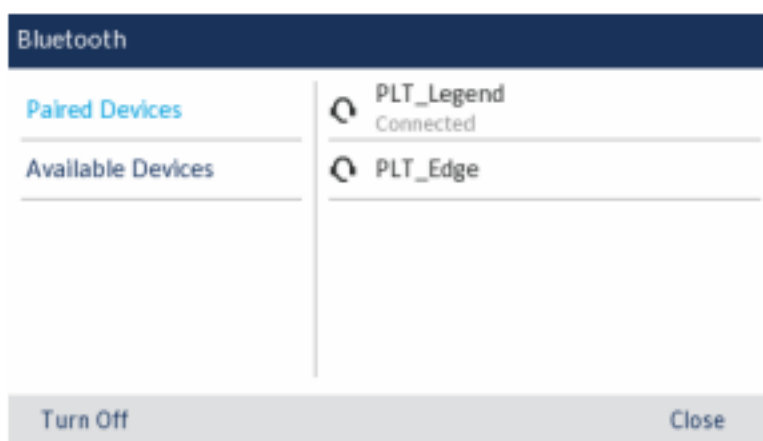 Bluetooth
Paired Devices
Available Devices
PLT_Legend
Connected
PLT_Edge
Turn Off
Close